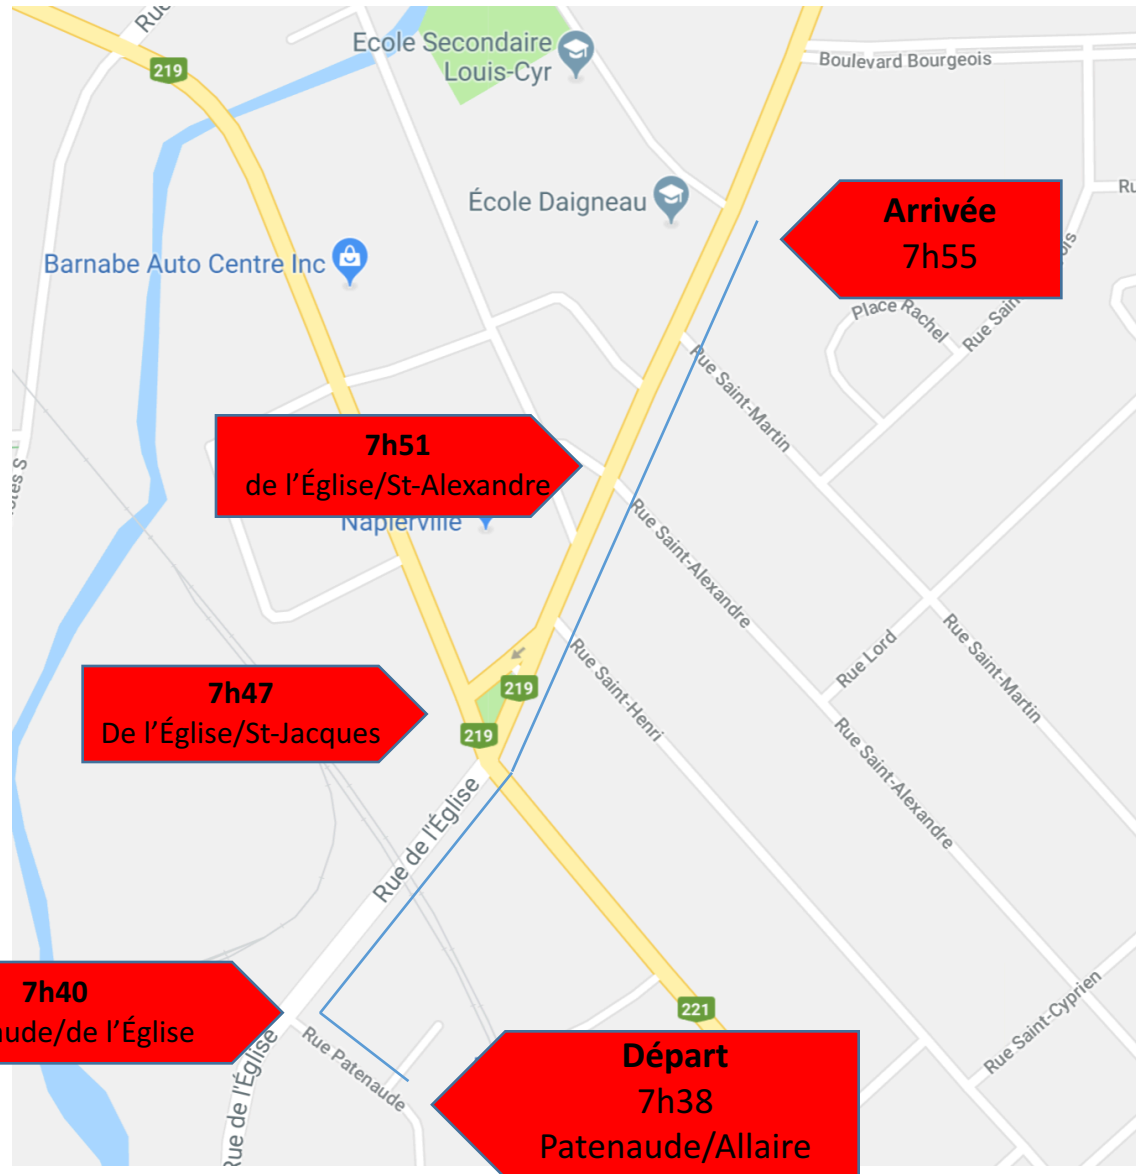 Rue
219
Ecole Secondaire
Louis-Cyr
Boulevard Bourgeois
École Daigneau
Arrivée
7h55
Barnabe Auto Centre Inc
Place Rachel
Rue Saint-Martin
7h51
de l'Église/St-Alexandre
Napierville
Rue Saint-Alexandre
Rue Lord
Rue Saint-Martin
Rue Saint-Henri
7h47
De l'Église/St-Jacques
219
219
Rue Saint-Alexandre
Rue de l'Église
7h40
/de l'Église
221
Rue Saint-Cyprien
Rue Patenaude
Rue de l'Église
Départ
7h38
Patenaude/Allaire